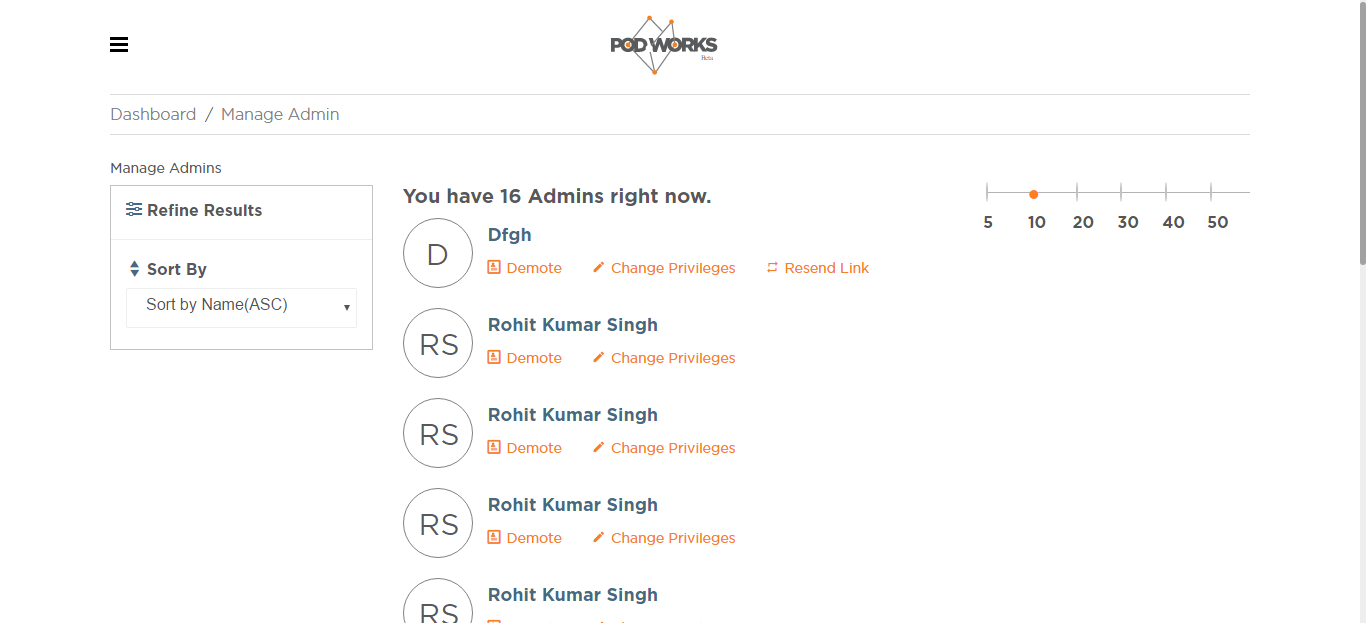 POD WORKS
Beta
Dashboard / Manage Admin
Manage Admins
Refine Results
Sort By
Sort by Name(ASC)
You have 16 Admins right now.
5 10 20 30 40 50
D
Dfgh
Demote Change Privileges Resend Link
RS
Rohit Kumar Singh
Demote Change Privileges
RS
Rohit Kumar Singh
Demote Change Privileges
RS
Rohit Kumar Singh
Demote Change Privileges
RS
Rohit Kumar Singh